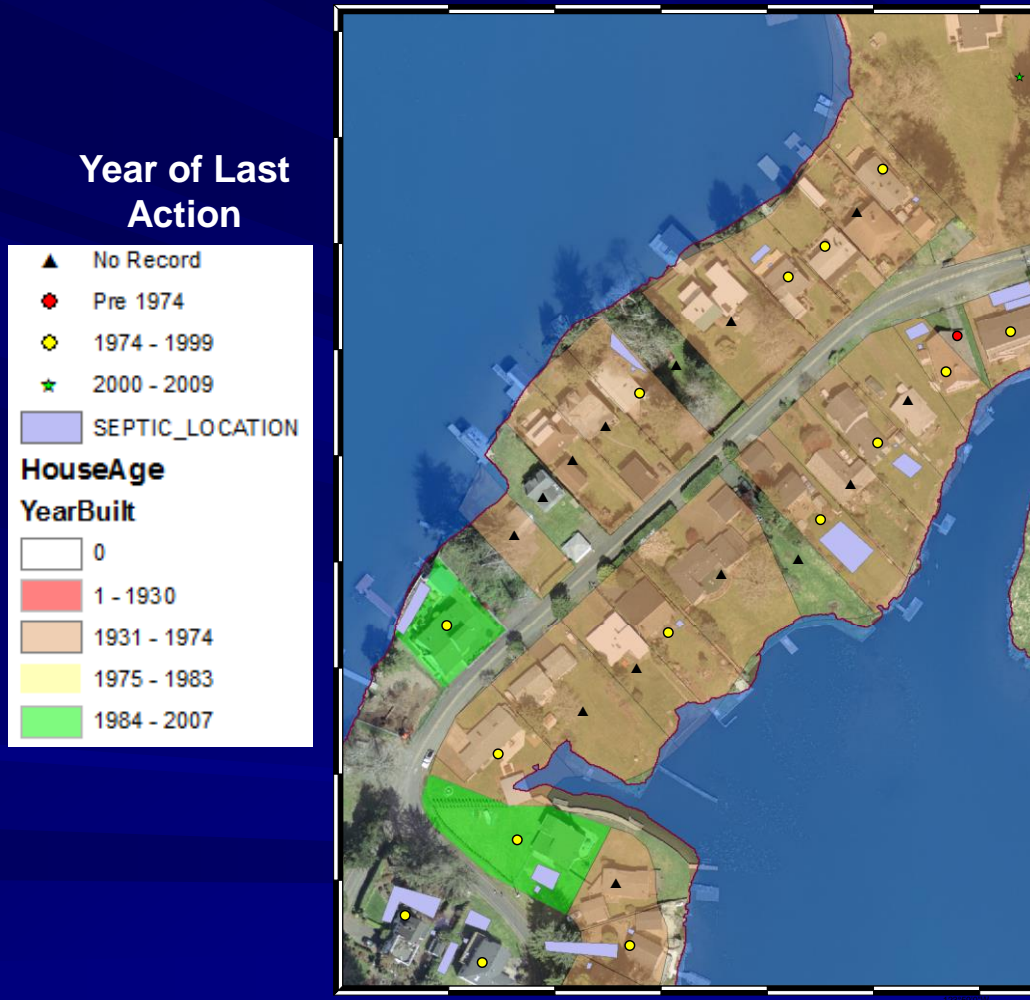 Year of Last
Action
No Record
Pre 1974
1974 - 1999
2000 - 2009
SEPTIC_LOCATION
HouseAge
YearBuilt
0
1 - 1930
1931 - 1974
1975 - 1983
1984 - 2007